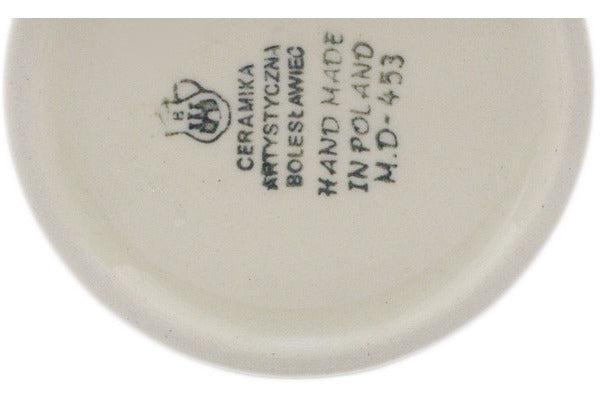 B
CERAMIKA
ARTYSTYCZNA
BOLESŁAWIEC
HAND MADE
IN POLAND
M.D-453